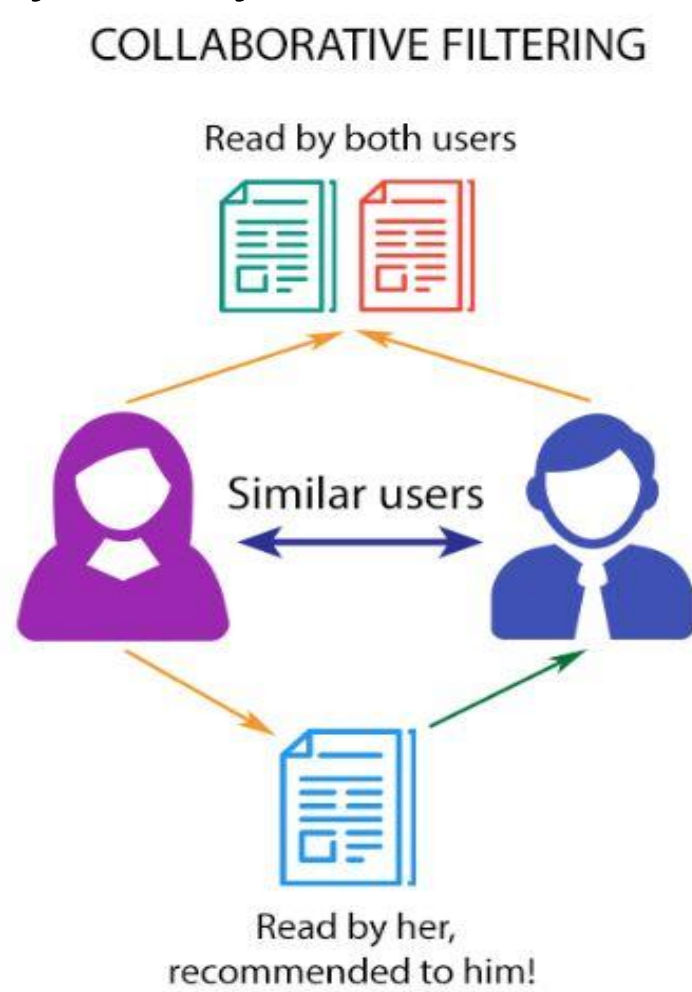 COLLABORATIVE FILTERING
Read by both users
Similar users
Read by her,
recommended to him!